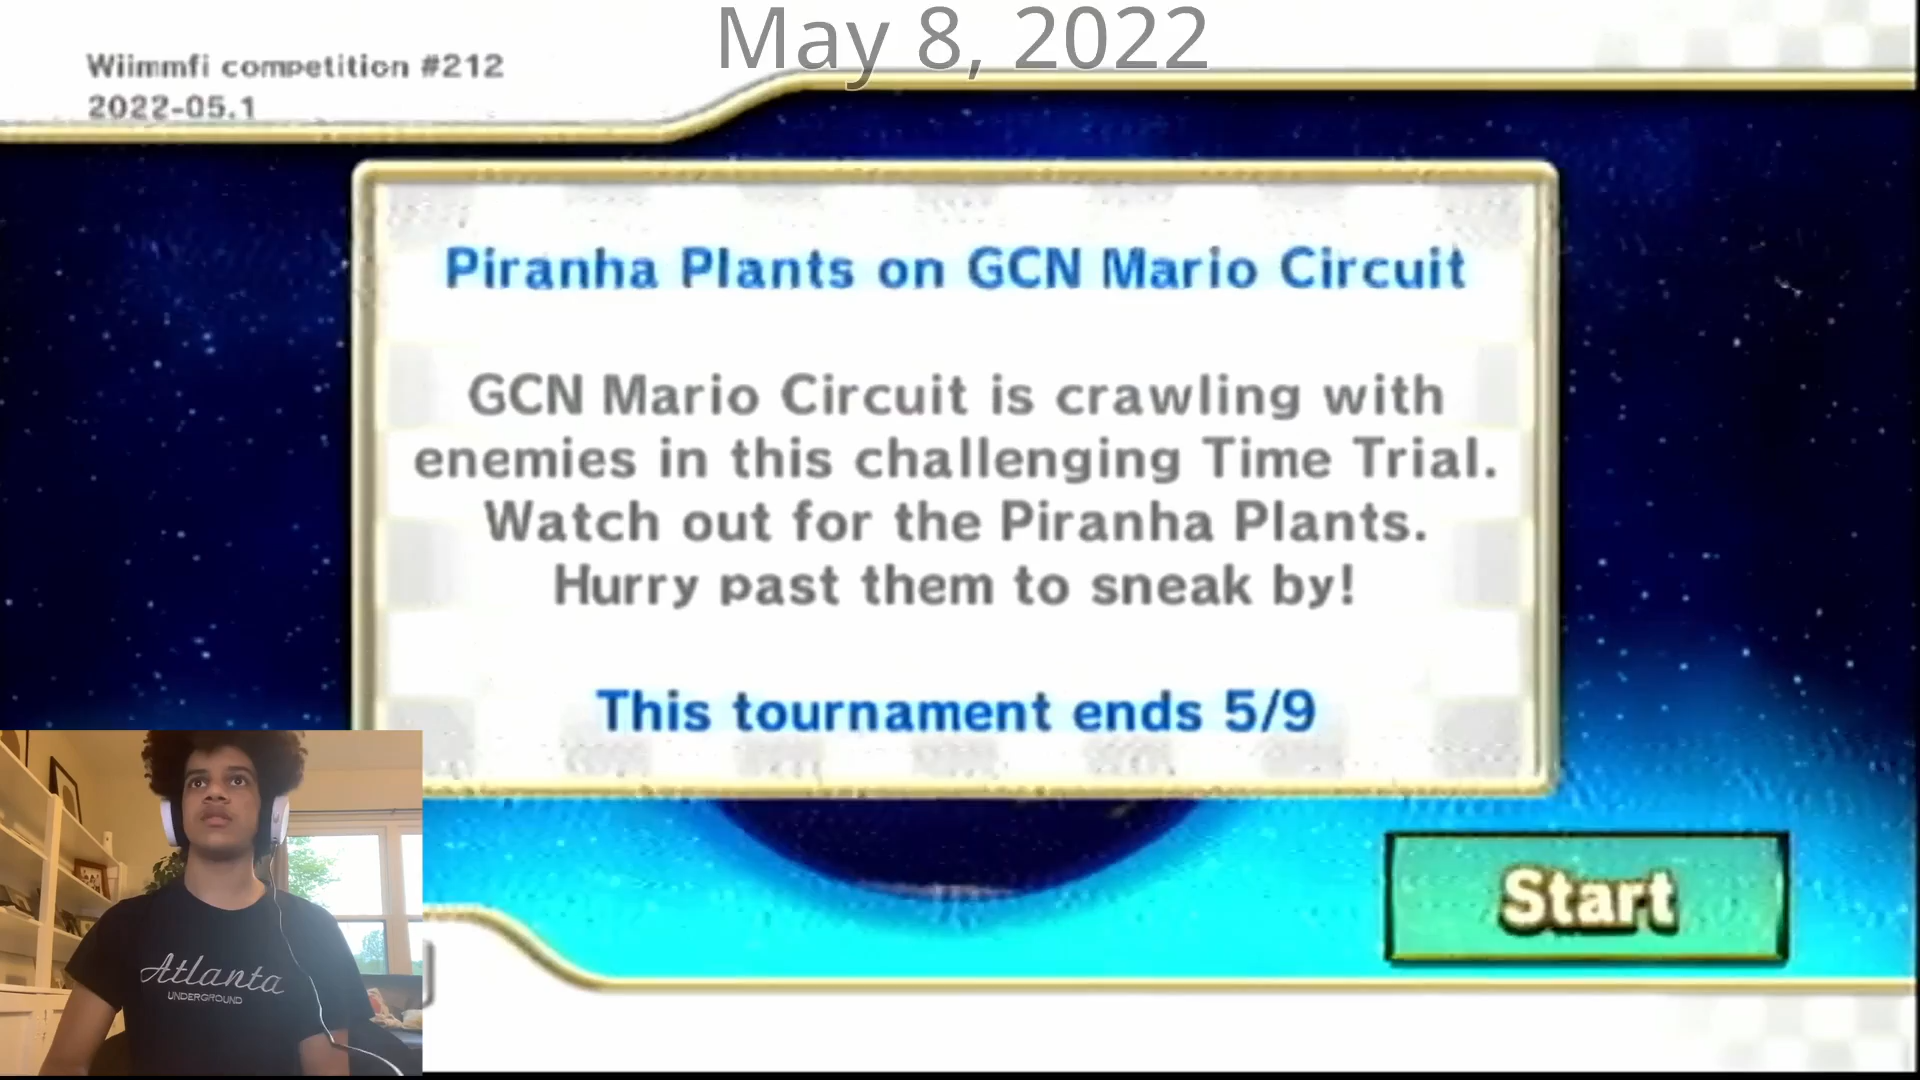 May 8, 2022
Wiimmfi competition #212
2022-05.1
Piranha Plants on GCN Mario Circuit
GCN Mario Circuit is crawling with
enemies in this challenging Time Trial.
Watch out for the Piranha Plants.
Hurry past them to sneak by!
This tournament ends 5/9
Start
Atlanta
UNDERGROUND